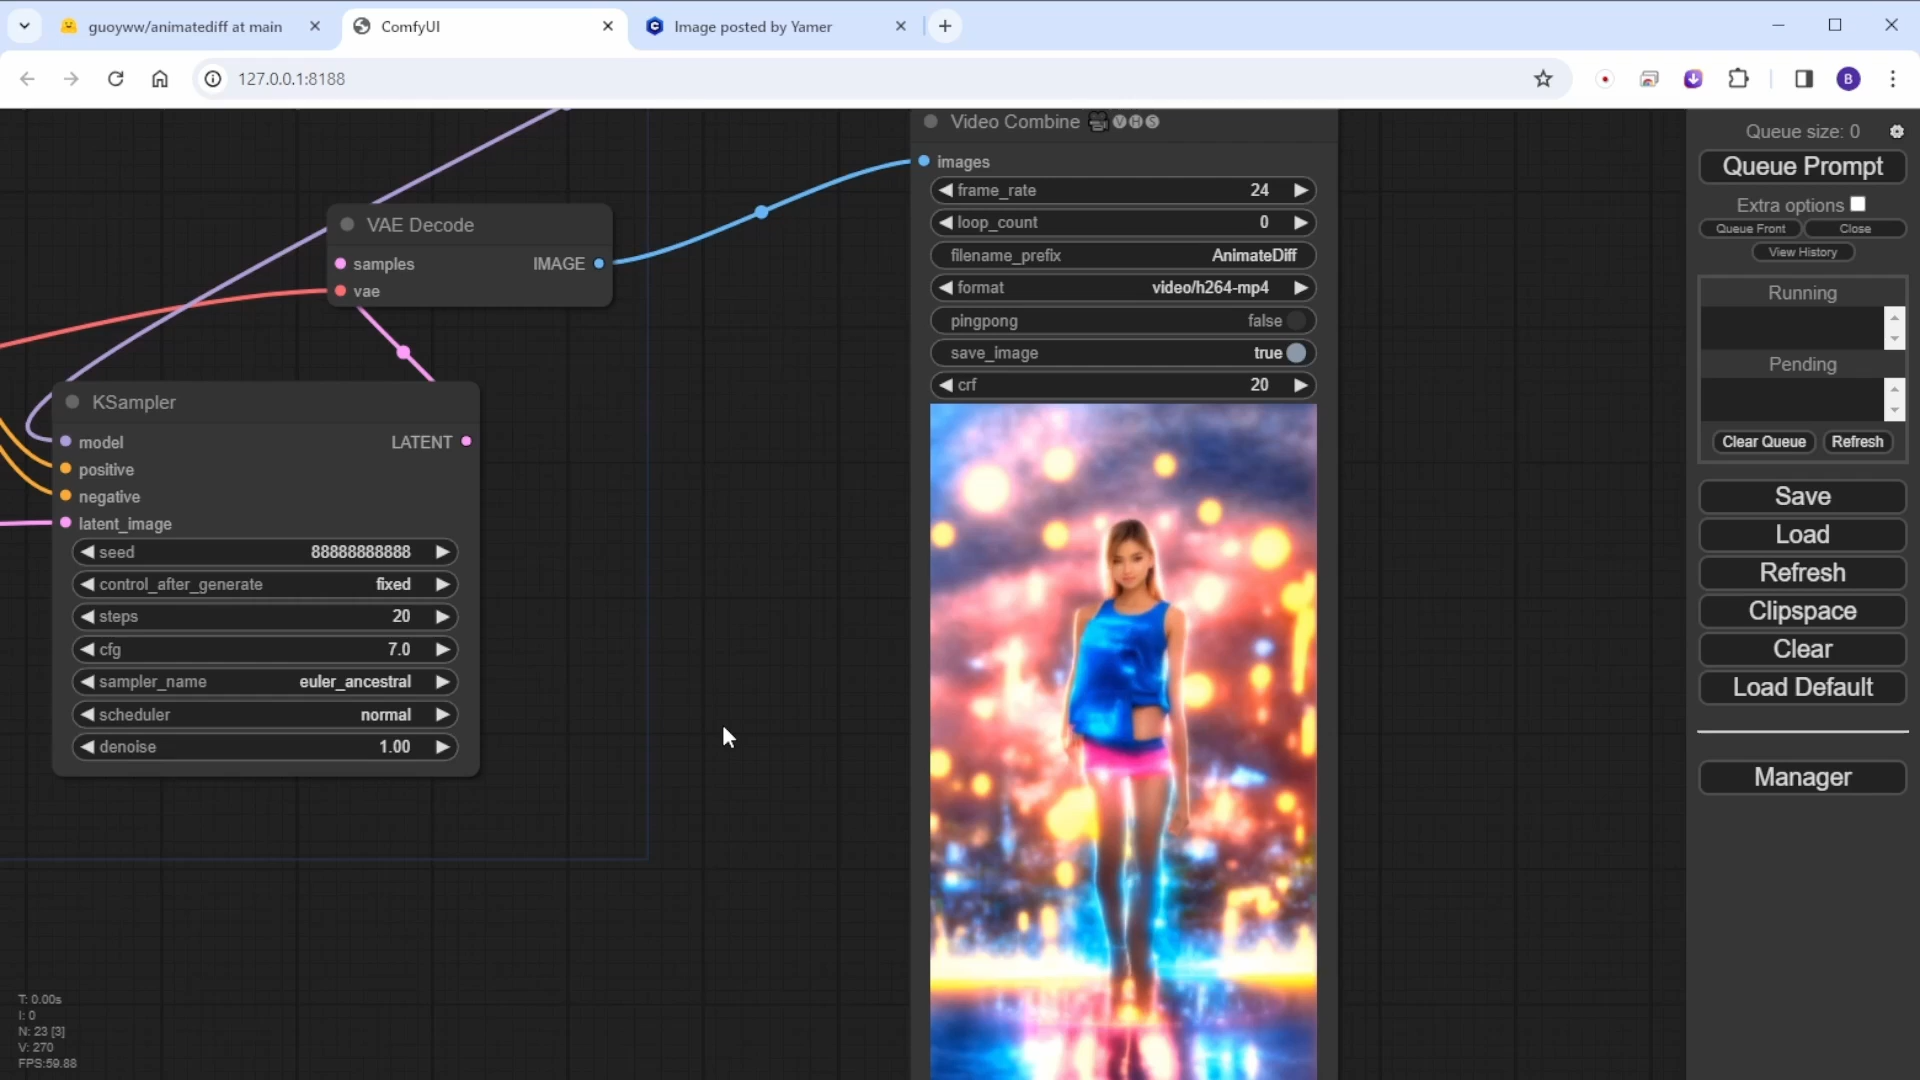 guoyww/animatediff at main
ComfyUI
Image posted by Yamer
127.0.0.1:8188
B
Video Combine VHS
images
frame_rate 24
loop_count 0
filename_prefix AnimateDiff
format video/h264-mp4
pingpong false
save_image true
crf 20
VAE Decode
samples IMAGE
vae
KSampler
model LATENT
positive
negative
latent_image
seed 88888888888
control_after_generate fixed
steps 20
cfg 7.0
sampler_name euler_ancestral
scheduler normal
denoise 1.00
T: 0.00s
I: 0
N: 23 [3]
V: 270
FPS:59.88
Queue size: 0
Queue Prompt
Extra options
Queue Front Close
View History
Running
Pending
Clear Queue Refresh
Save
Load
Refresh
Clipspace
Clear
Load Default
Manager